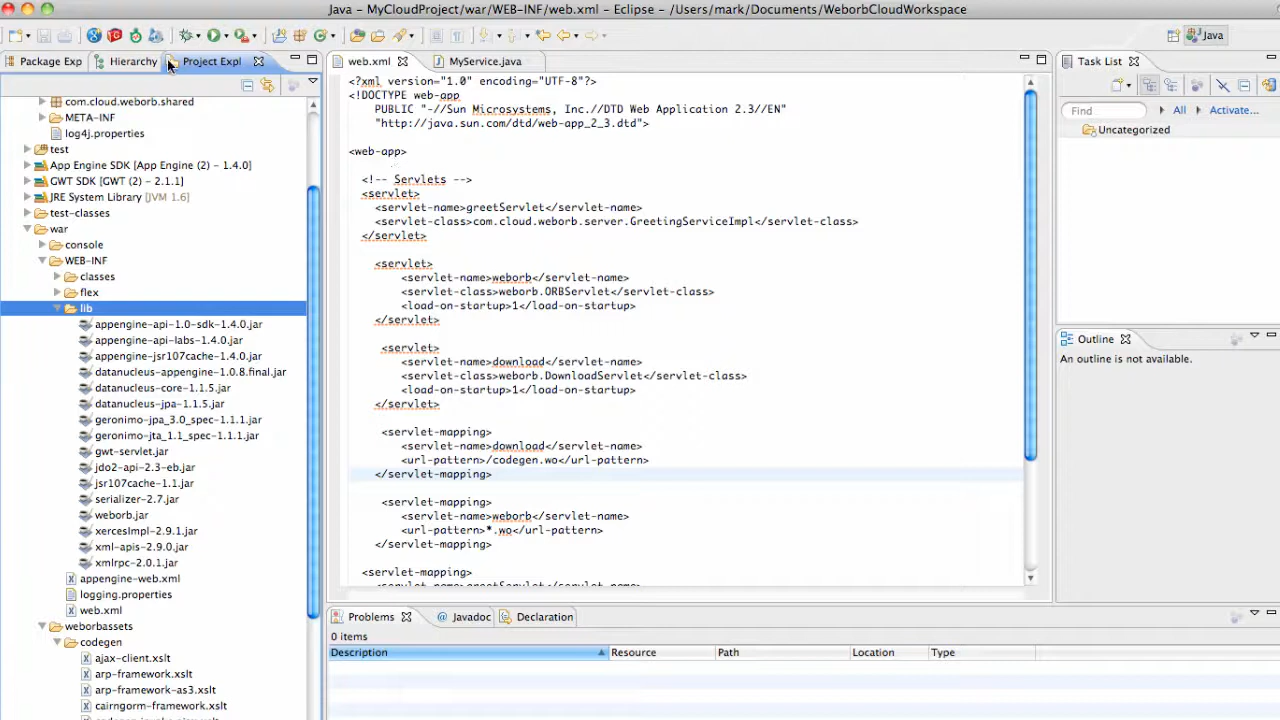 Java - MyCloudProject/war/WEB-INF/web.xml - Eclipse - /Users/mark/Documents/WeborbCloudWorkspace
Java
Package Exp
Hierarchy
Project Expl
com.cloud.weborb.shared
META-INF
log4j.properties
test
App Engine SDK [App Engine (2) - 1.4.0]
GWT SDK [GWT (2) - 2.1.1]
JRE System Library [JVM 1.6]
test-classes
war
console
WEB-INF
classes
flex
lib
appengine-api-1.0-sdk-1.4.0.jar
appengine-api-labs-1.4.0.jar
appengine-jsr107cache-1.4.0.jar
datanucleus-appengine-1.0.8.final.jar
datanucleus-core-1.1.5.jar
datanucleus-jpa-1.1.5.jar
geronimo-jpa_3.0_spec-1.1.1.jar
geronimo-jta_1.1_spec-1.1.1.jar
gwt-servlet.jar
jdo2-api-2.3-eb.jar
jsr107cache-1.1.jar
serializer-2.7.jar
weborb.jar
xercesImpl-2.9.1.jar
xml-apis-2.9.0.jar
xmlrpc-2.0.1.jar
appengine-web.xml
logging.properties
web.xml
weborbassets
codegen
ajax-client.xslt
arp-framework.xslt
arp-framework-as3.xslt
cairngorm-framework.xslt
web.xml
MyService.java
<?xml version="1.0" encoding="UTF-8"?>
<!DOCTYPE web-app
PUBLIC "-//Sun Microsystems, Inc.//DTD Web Application 2.3//EN"
"http://java.sun.com/dtd/web-app_2_3.dtd">
<web-app>
<!-- Servlets -->
<servlet>
<servlet-name>greetServlet</servlet-name>
<servlet-class>com.cloud.weborb.server.GreetingServiceImpl</servlet-class>
</servlet>
<servlet>
<servlet-name>weborb</servlet-name>
<servlet-class>weborb.ORBServlet</servlet-class>
<load-on-startup>1</load-on-startup>
</servlet>
<servlet>
<servlet-name>download</servlet-name>
<servlet-class>weborb.DownloadServlet</servlet-class>
<load-on-startup>1</load-on-startup>
</servlet>
<servlet-mapping>
<servlet-name>download</servlet-name>
<url-pattern>/codegen.wo</url-pattern>
</servlet-mapping>
<servlet-mapping>
<servlet-name>weborb</servlet-name>
<url-pattern>*.wo</url-pattern>
</servlet-mapping>
<servlet-mapping>
<servlet-name>greetServlet</servlet-name>
Task List
Find
All
Activate...
Uncategorized
Outline
An outline is not available.
Problems
@ Javadoc
Declaration
0 items
Description
Resource
Path
Location
Type